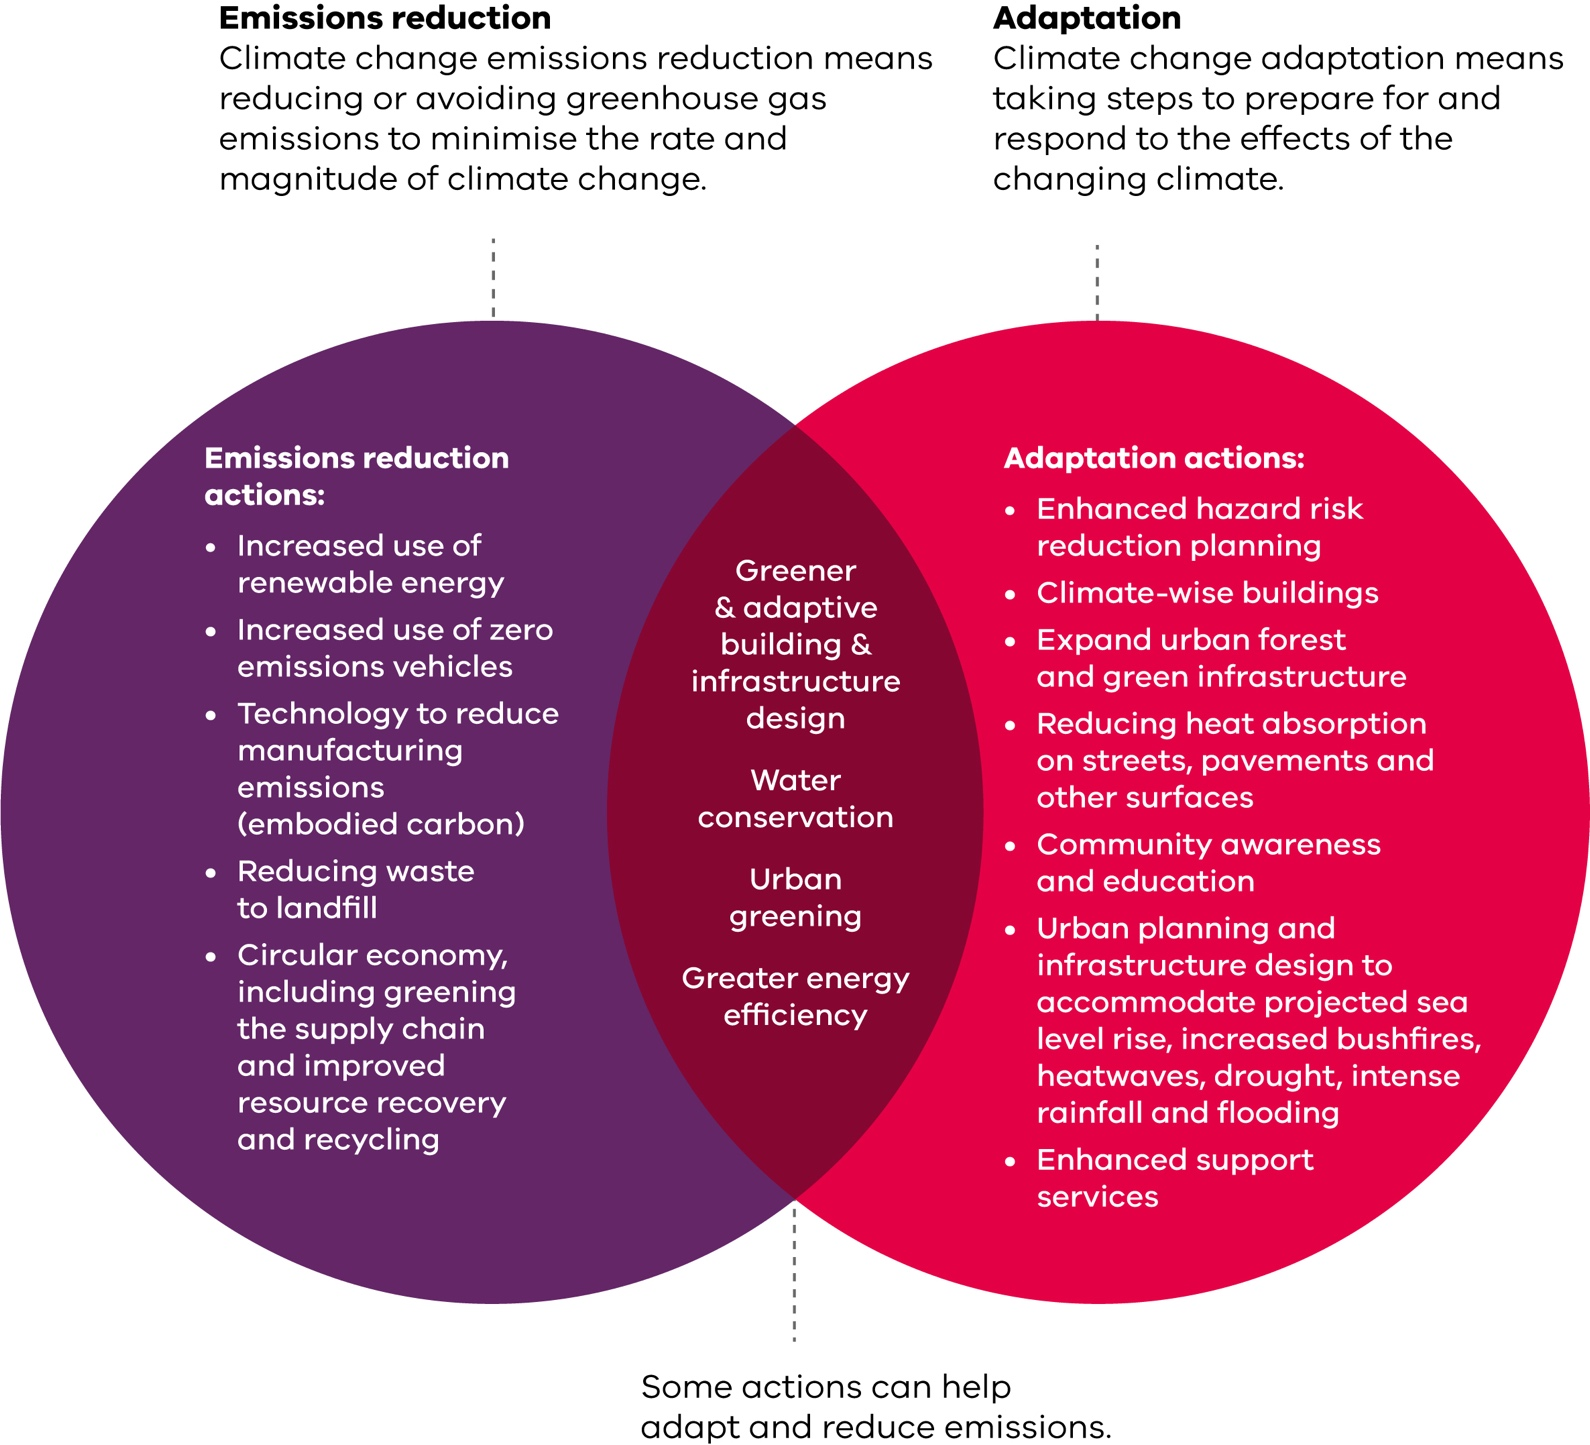 Emissions reduction
Climate change emissions reduction means
reducing or avoiding greenhouse gas
emissions to minimise the rate and
magnitude of climate change.
Adaptation
Climate change adaptation means
taking steps to prepare for and
respond to the effects of the
changing climate.
Emissions reduction
actions:
• Increased use of
renewable energy
• Increased use of zero
emissions vehicles
• Technology to reduce
manufacturing
emissions
(embodied carbon)
• Reducing waste
to landfill
• Circular economy,
including greening
the supply chain
and improved
resource recovery
and recycling
Greener
& adaptive
building &
infrastructure
design
Water
conservation
Urban
greening
Greater energy
efficiency
Adaptation actions:
• Enhanced hazard risk
reduction planning
• Climate-wise buildings
• Expand urban forest
and green infrastructure
• Reducing heat absorption
on streets, pavements and
other surfaces
• Community awareness
and education
• Urban planning and
infrastructure design to
accommodate projected sea
level rise, increased bushfires,
heatwaves, drought, intense
rainfall and flooding
• Enhanced support
services
Some actions can help
adapt and reduce emissions.